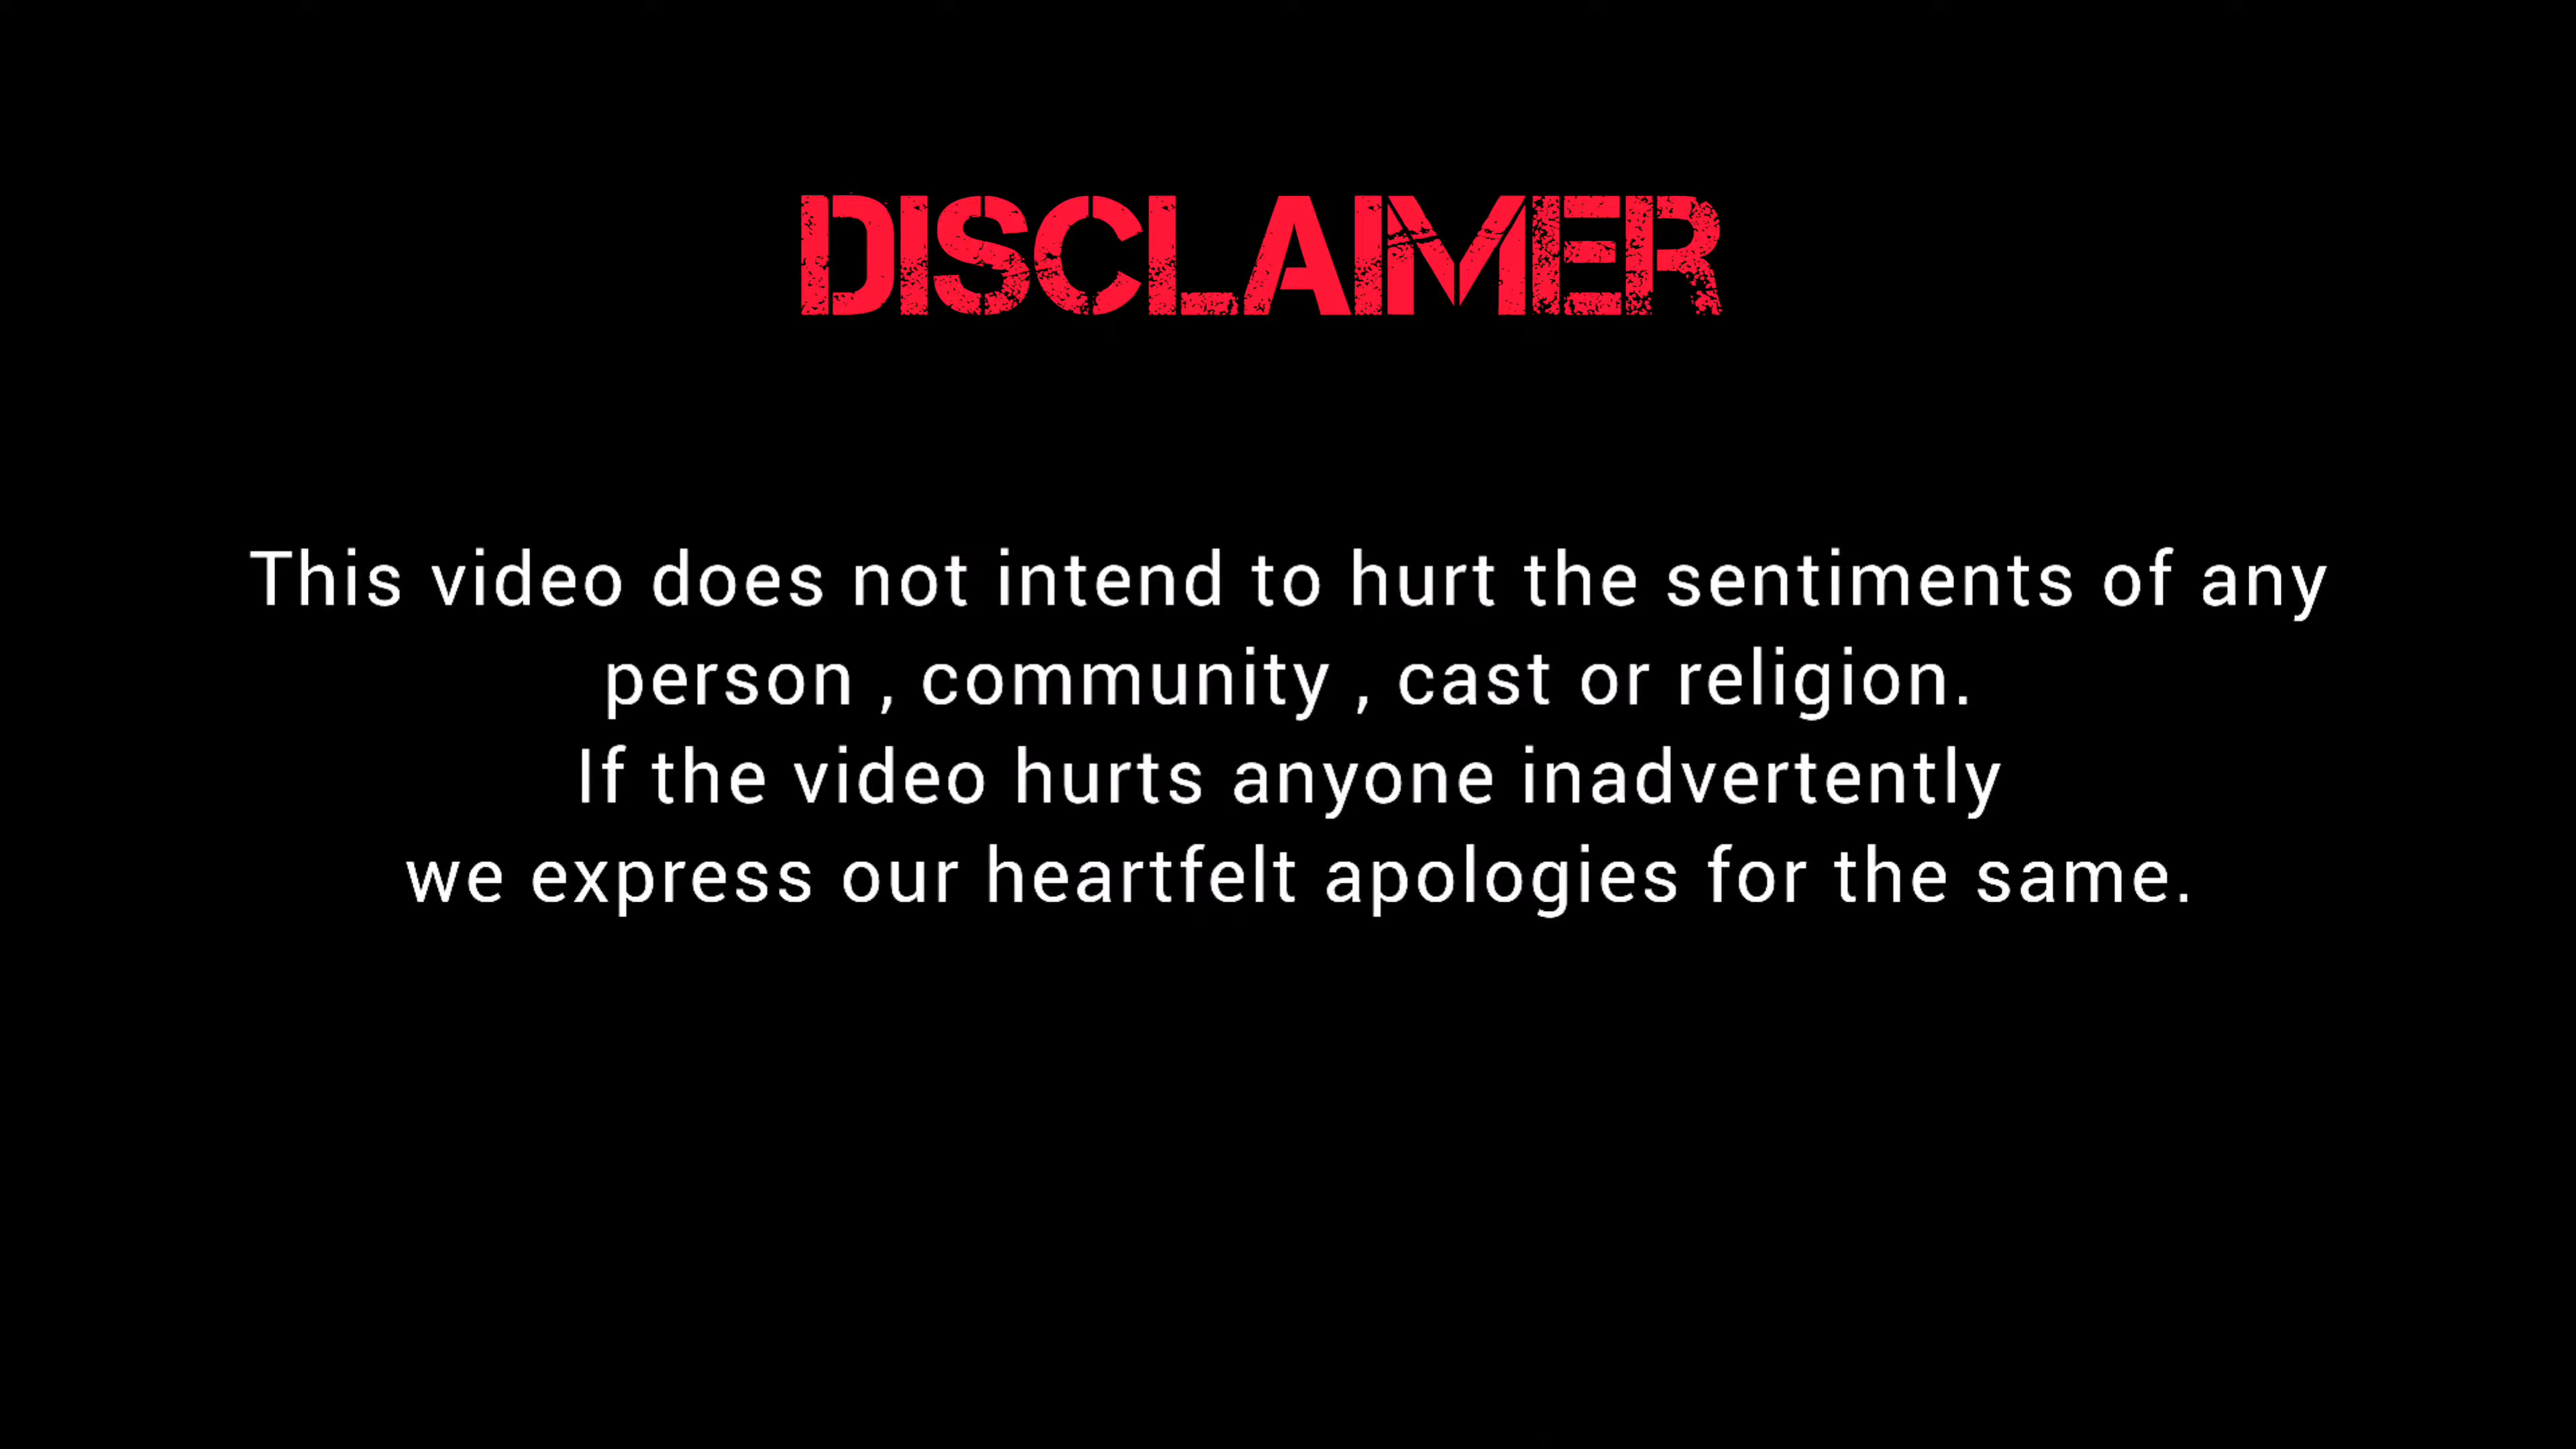 DISCLAIMER
This video does not intend to hurt the sentiments of any
person , community , cast or religion.
If the video hurts anyone inadvertently
we express our heartfelt apologies for the same.